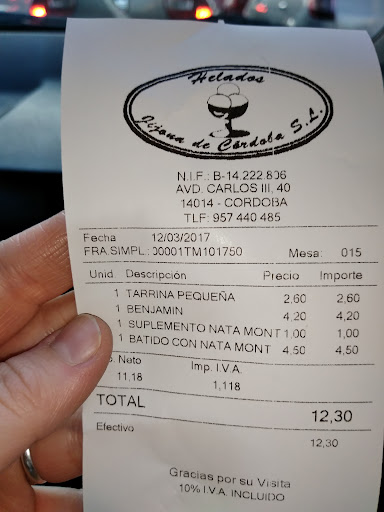 Helados
Jijona de Córdoba S.L.
N.I.F.: B-14.222.806
AVD. CARLOS III, 40
14014 - CORDOBA
TLF: 957 440 485
Fecha 12/03/2017
FRA.SIMPL.: 00001TM101750 Mesa: 015
Unid. Descripción Precio Importe
1 TARRINA PEQUEÑA 2,60 2,60
1 BENJAMIN 4,20 4,20
1 SUPLEMENTO NATA MONT 1,00 1,00
1 BATIDO CON NATA MONT 4,50 4,50
Neto Imp. I.V.A.
11,18 1,118
TOTAL 12,30
Efectivo 12,30
Gracias por su Visita
10% I.V.A. INCLUIDO